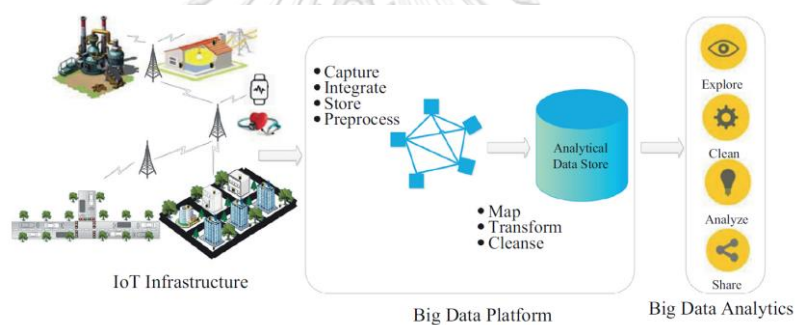 • Capture
• Integrate
• Store
• Preprocess
Analytical
Data Store
• Map
• Transform
• Cleanse
Explore
Clean
Analyze
Share
IoT Infrastructure
Big Data Platform
Big Data Analytics